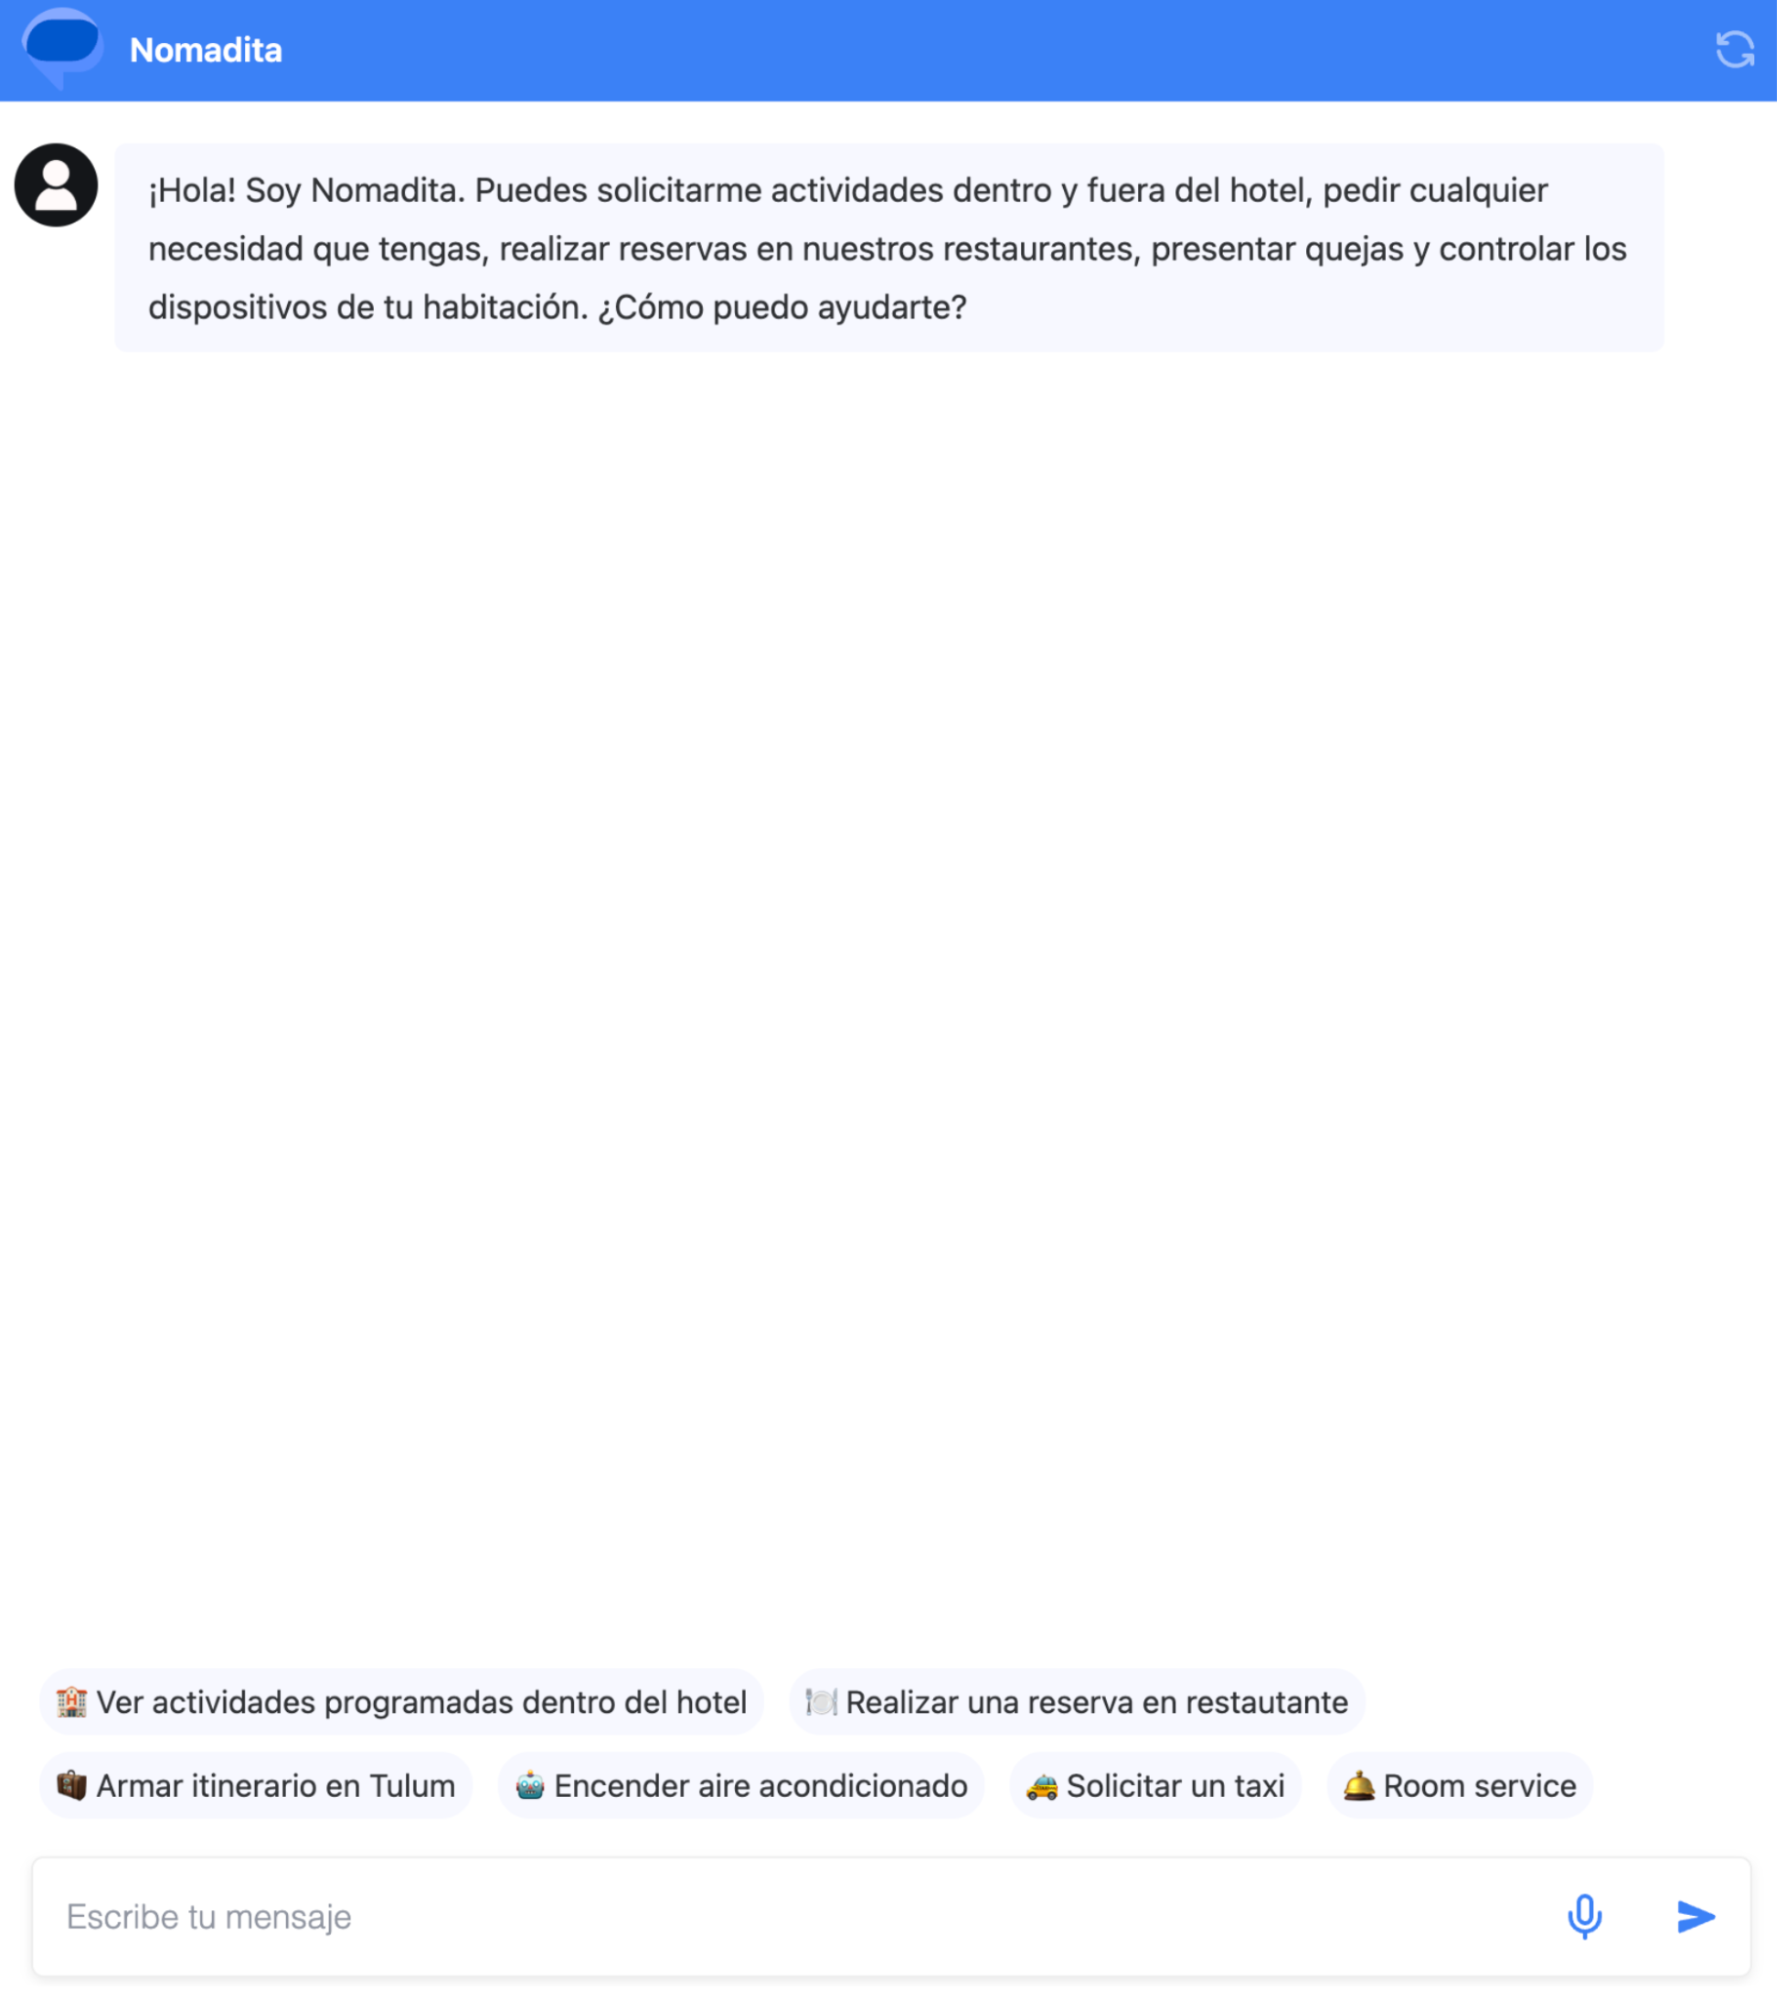 Nomadita
¡Hola! Soy Nomadita. Puedes solicitarme actividades dentro y fuera del hotel, pedir cualquier
necesidad que tengas, realizar reservas en nuestros restaurantes, presentar quejas y controlar los
dispositivos de tu habitación. ¿Cómo puedo ayudarte?
🏩 Ver actividades programadas dentro del hotel
🍽️ Realizar una reserva en restautante
🧳 Armar itinerario en Tulum
🤖 Encender aire acondicionado
🚕 Solicitar un taxi
🛎️ Room service
Escribe tu mensaje